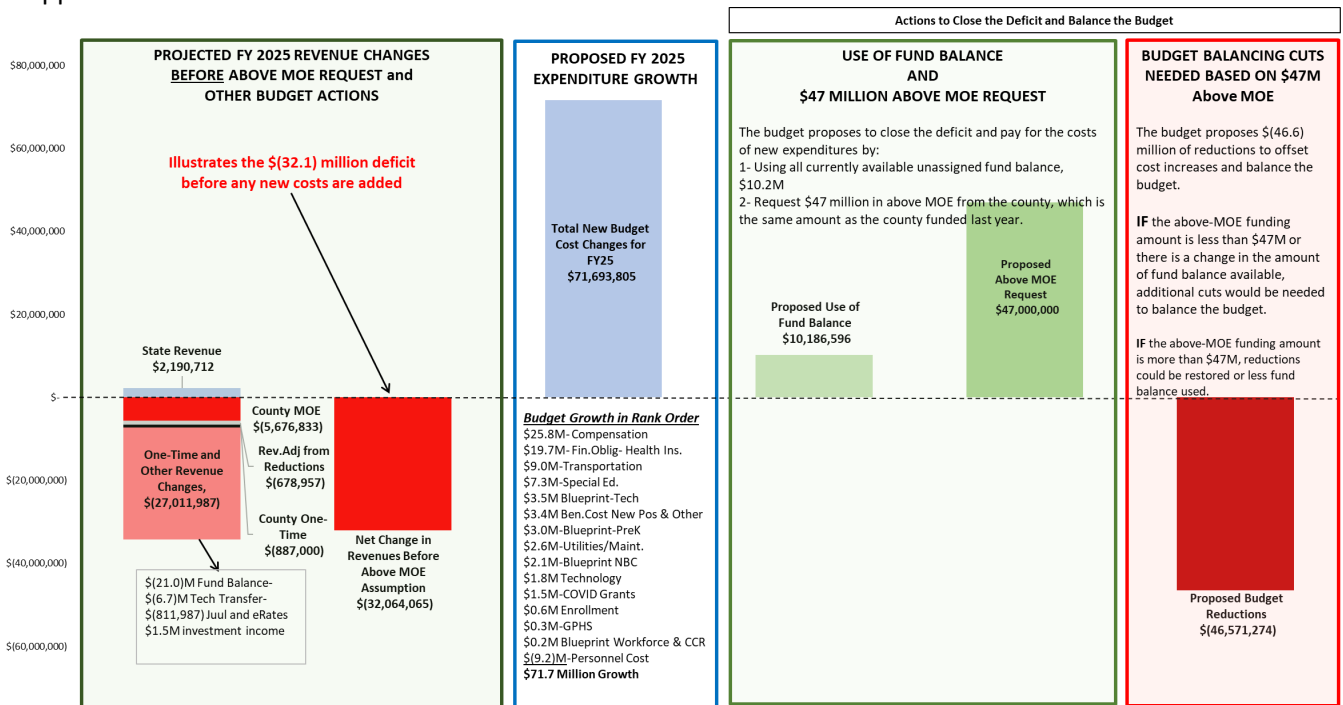 Actions to Close the Deficit and Balance the Budget
PROJECTED FY 2025 REVENUE CHANGES
BEFORE ABOVE MOE REQUEST and
OTHER BUDGET ACTIONS
Illustrates the $(32.1) million deficit
before any new costs are added
$80,000,000
$60,000,000
$40,000,000
$20,000,000
$-
$(20,000,000)
$(40,000,000)
$(60,000,000)
State Revenue
$2,190,712
County MOE
$(5,676,833)
Rev.Adj from
Reductions
$(678,957)
County One-
Time
$(887,000)
One-Time and
Other Revenue
Changes,
$(27,011,987)
Net Change in
Revenues Before
Above MOE
Assumption
$(32,064,065)
$(21.0)M Fund Balance-
$(6.7)M Tech Transfer-
$(811,987) Juul and eRates
$1.5M investment income
PROPOSED FY 2025
EXPENDITURE GROWTH
Total New Budget
Cost Changes for
FY25
$71,693,805
Budget Growth in Rank Order
$25.8M- Compensation
$19.7M- Fin.Oblig- Health Ins.
$9.0M-Transportation
$7.3M-Special Ed.
$3.5M Blueprint-Tech
$3.4M Ben.Cost New Pos & Other
$3.0M-Blueprint-PreK
$2.6M-Utilities/Maint.
$2.1M-Blueprint NBC
$1.8M Technology
$1.5M-COVID Grants
$0.6M Enrollment
$0.3M-GPHS
$0.2M Blueprint Workforce & CCR
$(9.2)M-Personnel Cost
$71.7 Million Growth
USE OF FUND BALANCE
AND
$47 MILLION ABOVE MOE REQUEST
The budget proposes to close the deficit and pay for the costs
of new expenditures by:
1- Using all currently available unassigned fund balance,
$10.2M
2- Request $47 million in above MOE from the county, which is
the same amount as the county funded last year.
Proposed Use of
Fund Balance
$10,186,596
Proposed
Above MOE
Request
$47,000,000
BUDGET BALANCING CUTS
NEEDED BASED ON $47M
Above MOE
The budget proposes $(46.6)
million of reductions to offset
cost increases and balance the
budget.
IF the above-MOE funding
amount is less than $47M or
there is a change in the amount
of fund balance available,
additional cuts would be needed
to balance the budget.
IF the above-MOE funding amount
is more than $47M, reductions
could be restored or less fund
balance used.
Proposed Budget
Reductions
$(46,571,274)